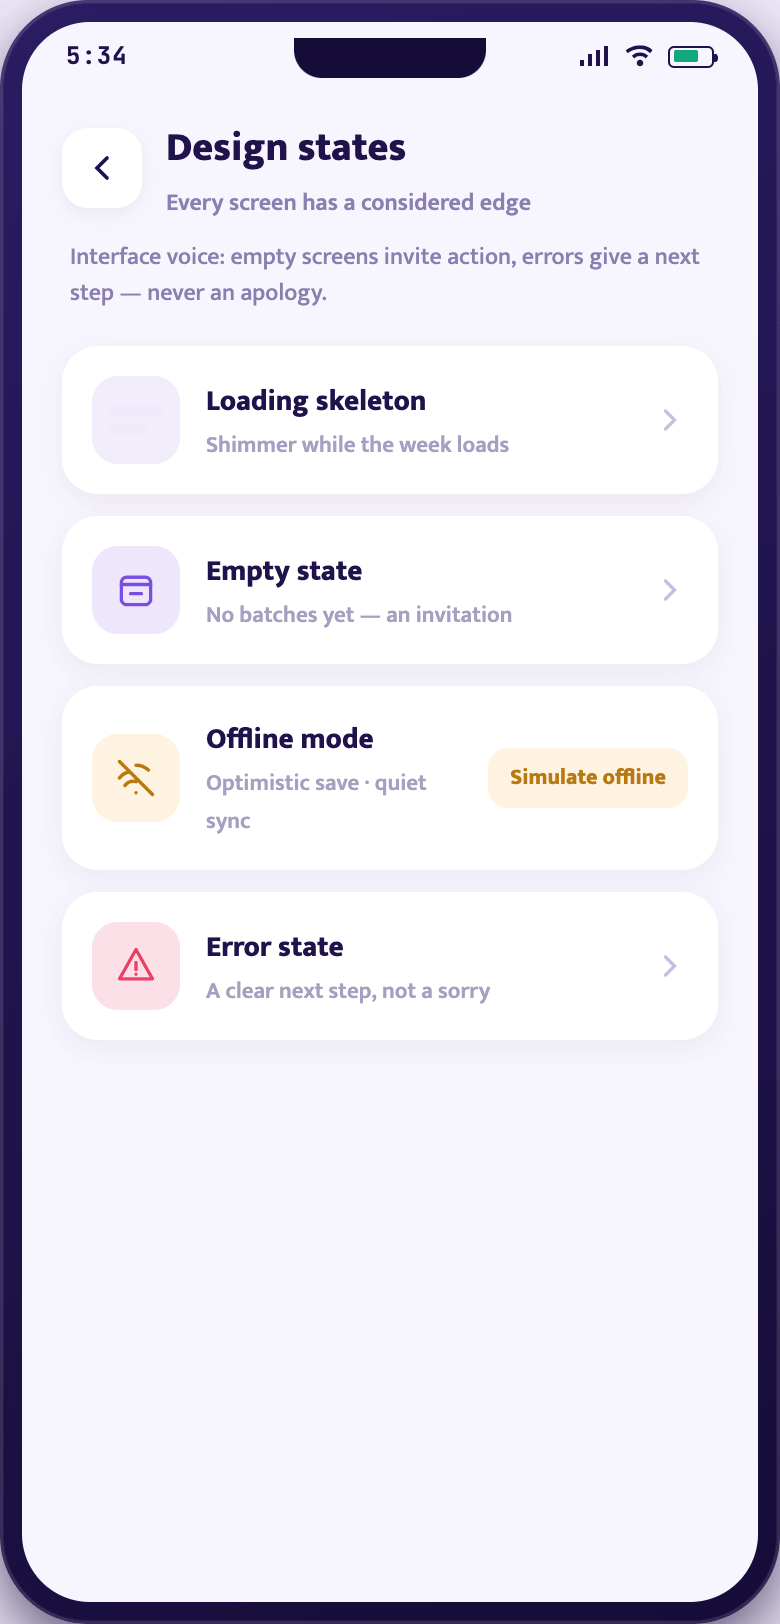 5:34
Design states
Every screen has a considered edge
Interface voice: empty screens invite action, errors give a next
step — never an apology.
Loading skeleton
Shimmer while the week loads
Empty state
No batches yet — an invitation
Offline mode
Optimistic save · quiet
sync
Simulate offline
Error state
A clear next step, not a sorry